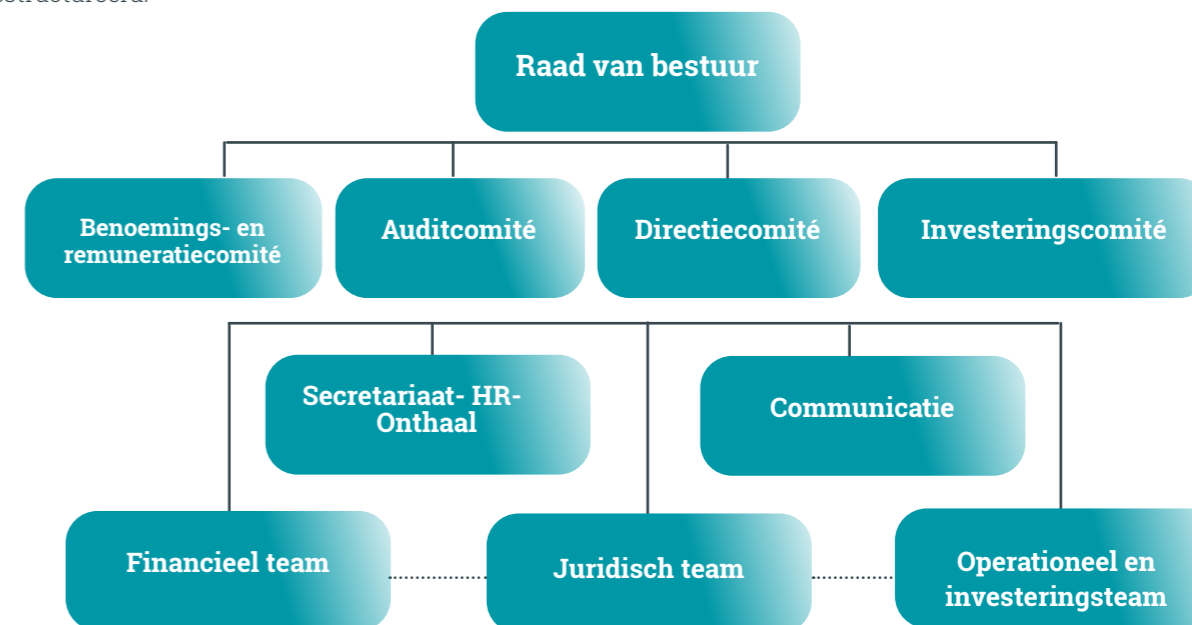 Raad van bestuur
Benoemings- en
remuneratiecomité
Auditcomité
Directiecomité
Investeringscomité
Secretariaat- HR-
Onthaal
Communicatie
Financieel team
Juridisch team
Operationeel en
investeringsteam